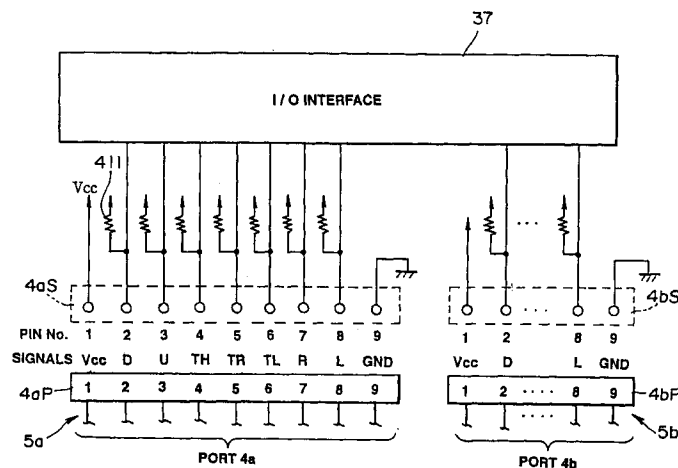 37
I / O INTERFACE
411
Vcc
4aS
4bS
PIN No. 1 2 3 4 5 6 7 8 9 1 2 8 9
SIGNALS Vcc D U TH TR TL R L GND Vcc D L GND
4aP 1 2 3 4 5 6 7 8 9 1 2 8 9 4bP
5a 5b
PORT 4a PORT 4b